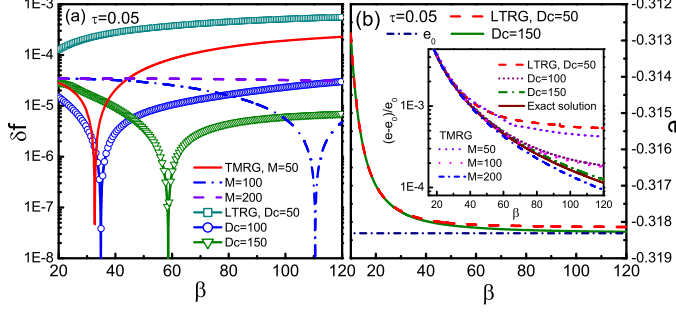 (a) τ=0.05
1E-3
1E-4
1E-5
1E-6
1E-7
1E-8
δf
TMRG, M=50
M=100
M=200
LTRG, Dc=50
Dc=100
Dc=150
20 40 60 80 100 120
β
(b) τ=0.05
e₀
LTRG, Dc=50
Dc=150
-0.312
-0.313
-0.314
-0.315
-0.316
-0.317
-0.318
-0.319
e
20 40 60 80 100 120
β
(e-e₀)/e₀
1E-3
1E-4
LTRG, Dc=50
Dc=100
Dc=150
Exact solution
TMRG
M=50
M=100
M=200
20 40 60 80 100 120
β